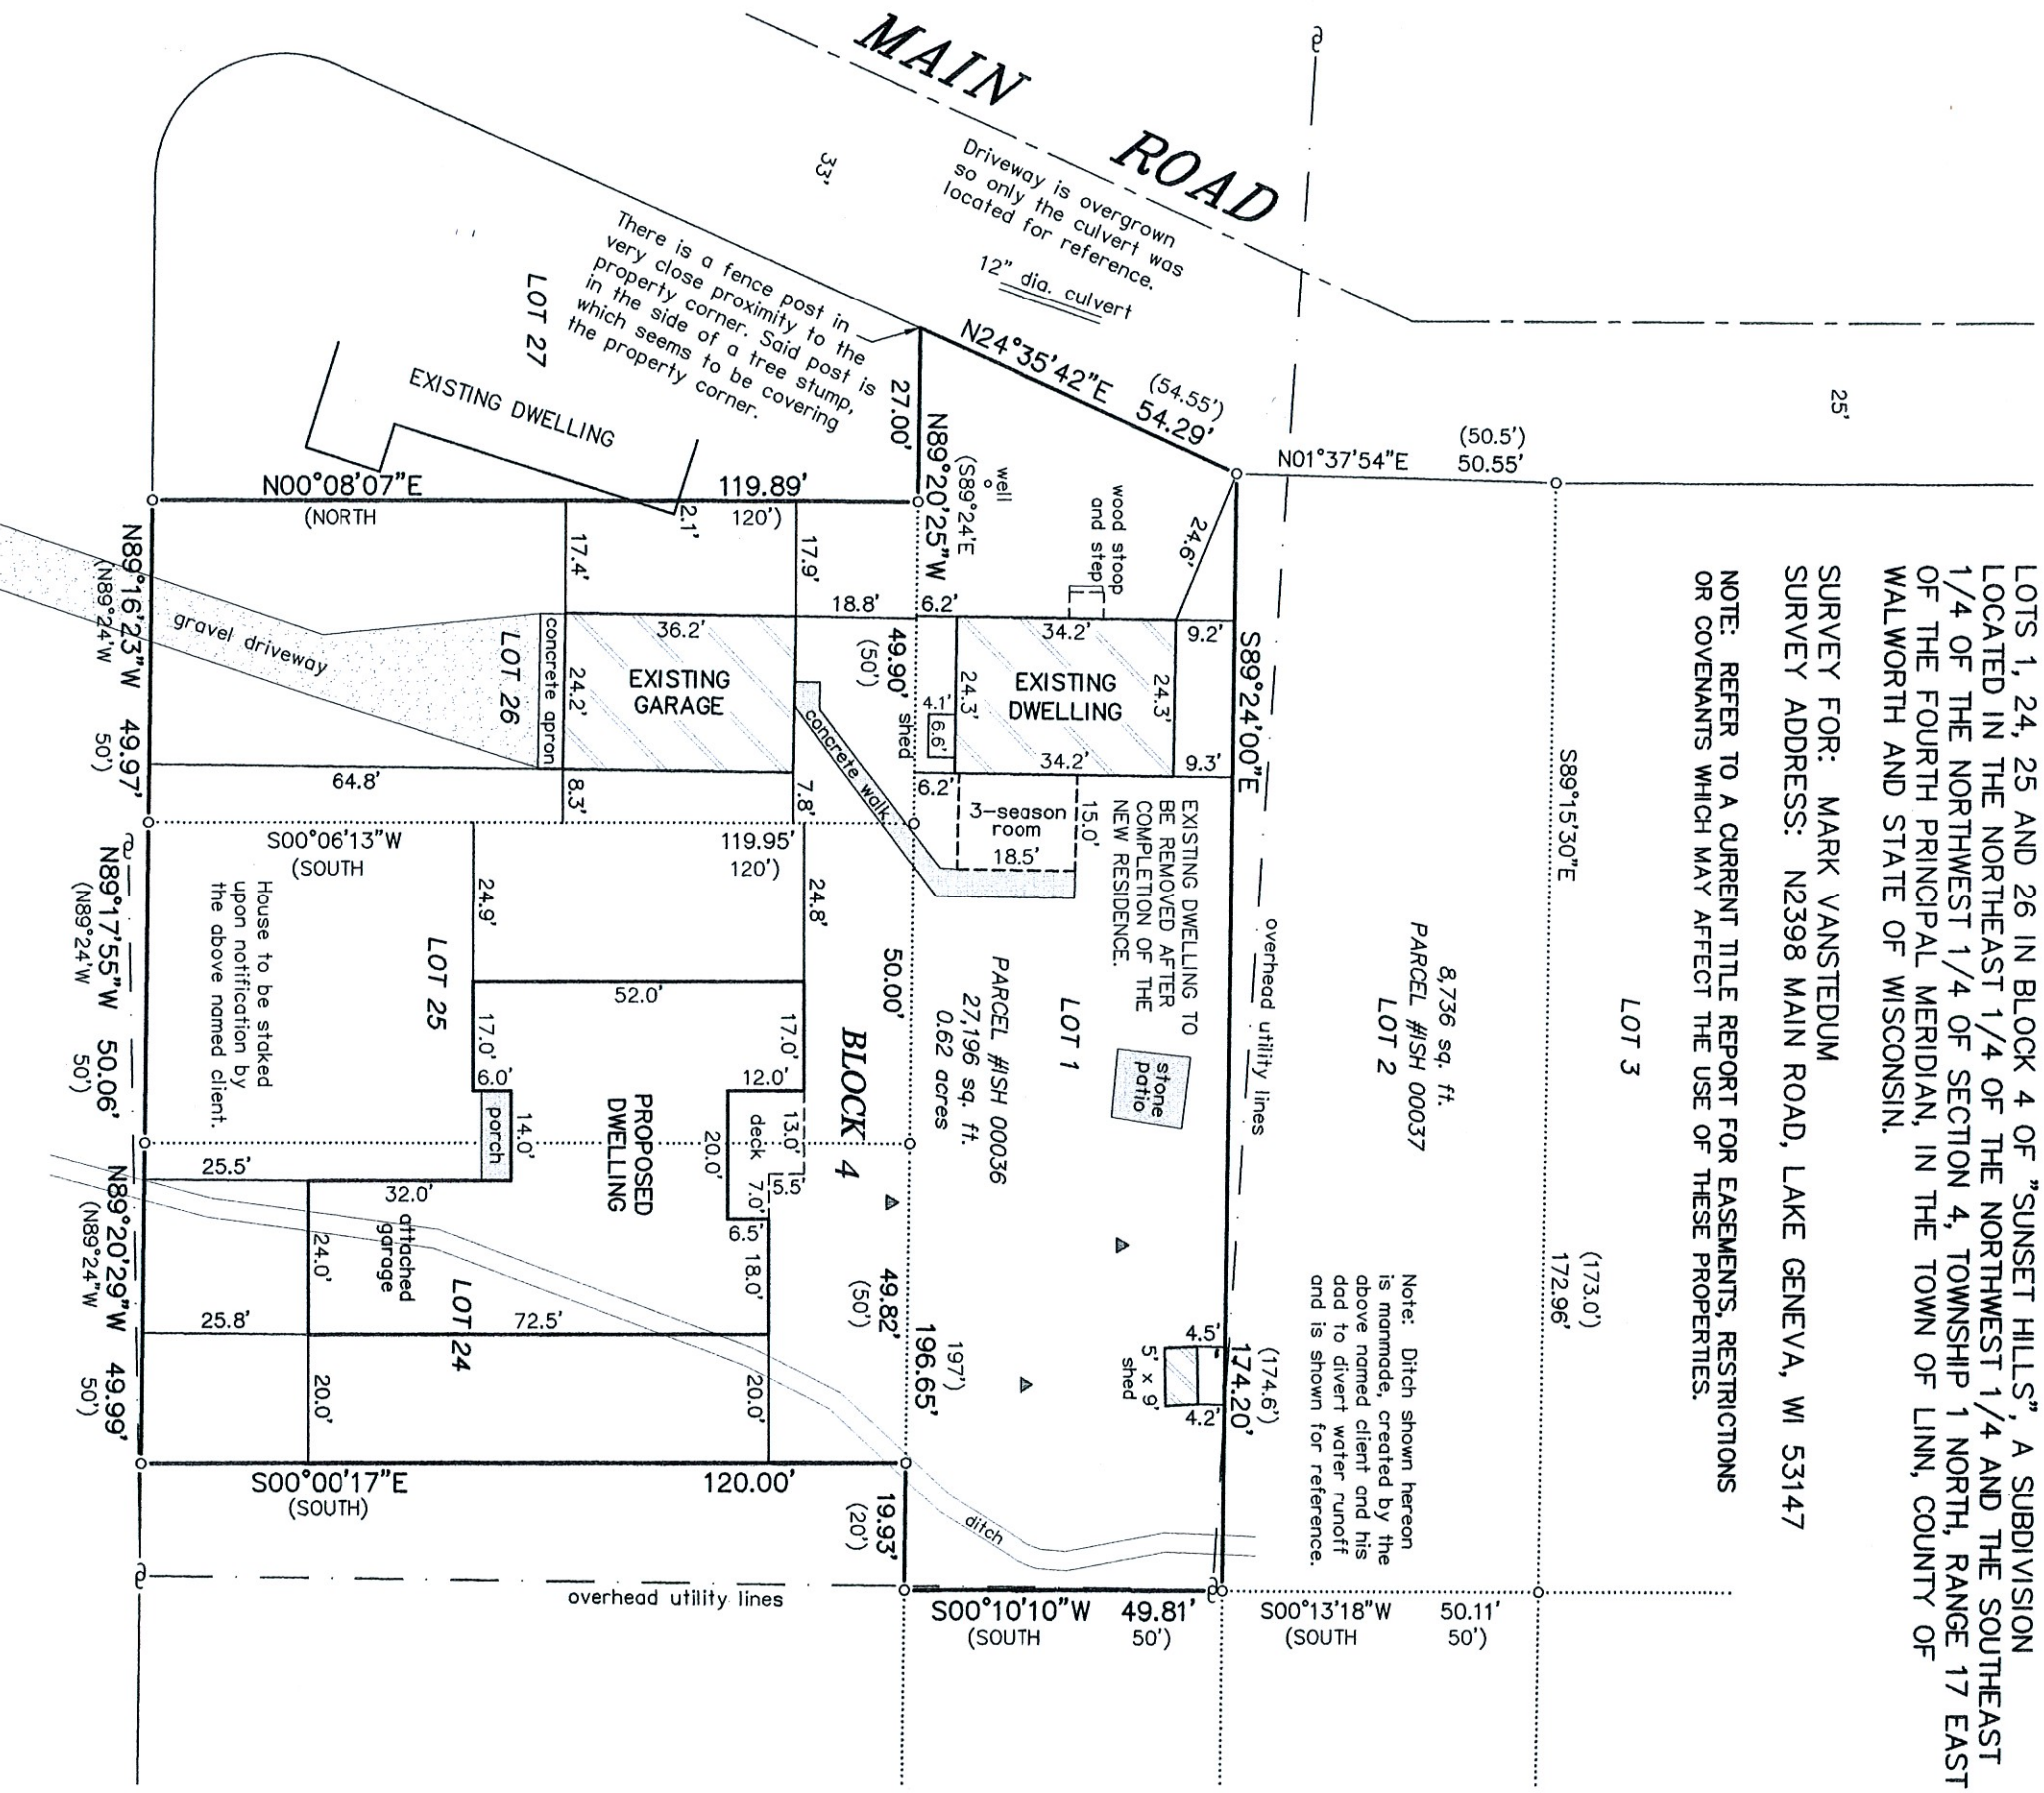 LOTS 1, 24, 25 AND 26 IN BLOCK 4 OF "SUNSET HILLS", A SUBDIVISION
LOCATED IN THE NORTHEAST 1/4 OF THE NORTHWEST 1/4 AND THE SOUTHEAST
1/4 OF THE NORTHWEST 1/4 OF SECTION 4, TOWNSHIP 1 NORTH, RANGE 17 EAST
OF THE FOURTH PRINCIPAL MERIDIAN, IN THE TOWN OF LINN, COUNTY OF
WALWORTH AND STATE OF WISCONSIN.
SURVEY FOR: MARK VANSTEDUM
SURVEY ADDRESS: N2398 MAIN ROAD, LAKE GENEVA, WI 53147
NOTE: REFER TO A CURRENT TITLE REPORT FOR EASEMENTS, RESTRICTIONS
OR COVENANTS WHICH MAY AFFECT THE USE OF THESE PROPERTIES.
MAIN ROAD
25'
33'
Driveway is overgrown
so only the culvert was
located for reference.
12" dia. culvert
There is a fence post in
very close proximity to the
property corner. Said post is
in the side of a tree stump,
which seems to be covering
the property corner.
LOT 27
EXISTING DWELLING
N24°35'42"E 54.29'
(54.55')
N01°37'54"E 50.55'
(50.5')
LOT 3
S89°15'30"E
(173.0')
172.96'
8,736 sq. ft.
PARCEL #ISH 00037
LOT 2
Note: Ditch shown hereon
is manmade, created by the
above named client and his
dad to divert water runoff
and is shown for reference.
overhead utility lines
S89°24'00"E
(174.6')
174.20'
27.00'
N89°20'25"W
(S89°24'E
well
wood stoop
and step
24.6'
9.2'
34.2'
6.2'
18.8'
EXISTING
DWELLING
24.3'
24.3'
9.3'
34.2'
6.2'
4.1'
6.6'
shed
49.90'
(50')
3-season
room
15.0'
18.5'
EXISTING DWELLING TO
BE REMOVED AFTER
COMPLETION OF THE
NEW RESIDENCE.
LOT 1
stone
patio
PARCEL #ISH 00036
27,196 sq. ft.
0.62 acres
4.5'
4.2'
5' x 9'
shed
50.00'
BLOCK 4
49.82'
(50')
197')
196.65'
N00°08'07"E 119.89'
(NORTH 120')
2.1'
17.4'
17.9'
36.2'
EXISTING
GARAGE
24.2'
concrete apron
LOT 26
gravel driveway
concrete walk
64.8'
8.3'
7.8'
S00°06'13"W 119.95'
(SOUTH 120')
24.9'
24.8'
LOT 25
52.0'
17.0'
17.0'
6.0'
12.0'
porch
14.0'
PROPOSED
DWELLING
deck
13.0'
20.0'
5.5'
7.0'
6.5'
18.0'
25.5'
32.0'
attached
garage
24.0'
25.8'
72.5'
LOT 24
20.0'
20.0'
House to be staked
upon notification by
the above named client.
N89°16'23"W 49.97'
(N89°24'W 50')
N89°17'55"W 50.06'
(N89°24'W 50')
N89°20'29"W 49.99'
(N89°24'W 50')
S00°00'17"E 120.00'
(SOUTH)
19.93'
(20')
ditch
overhead utility lines
S00°10'10"W 49.81'
(SOUTH 50')
S00°13'18"W 50.11'
(SOUTH 50')